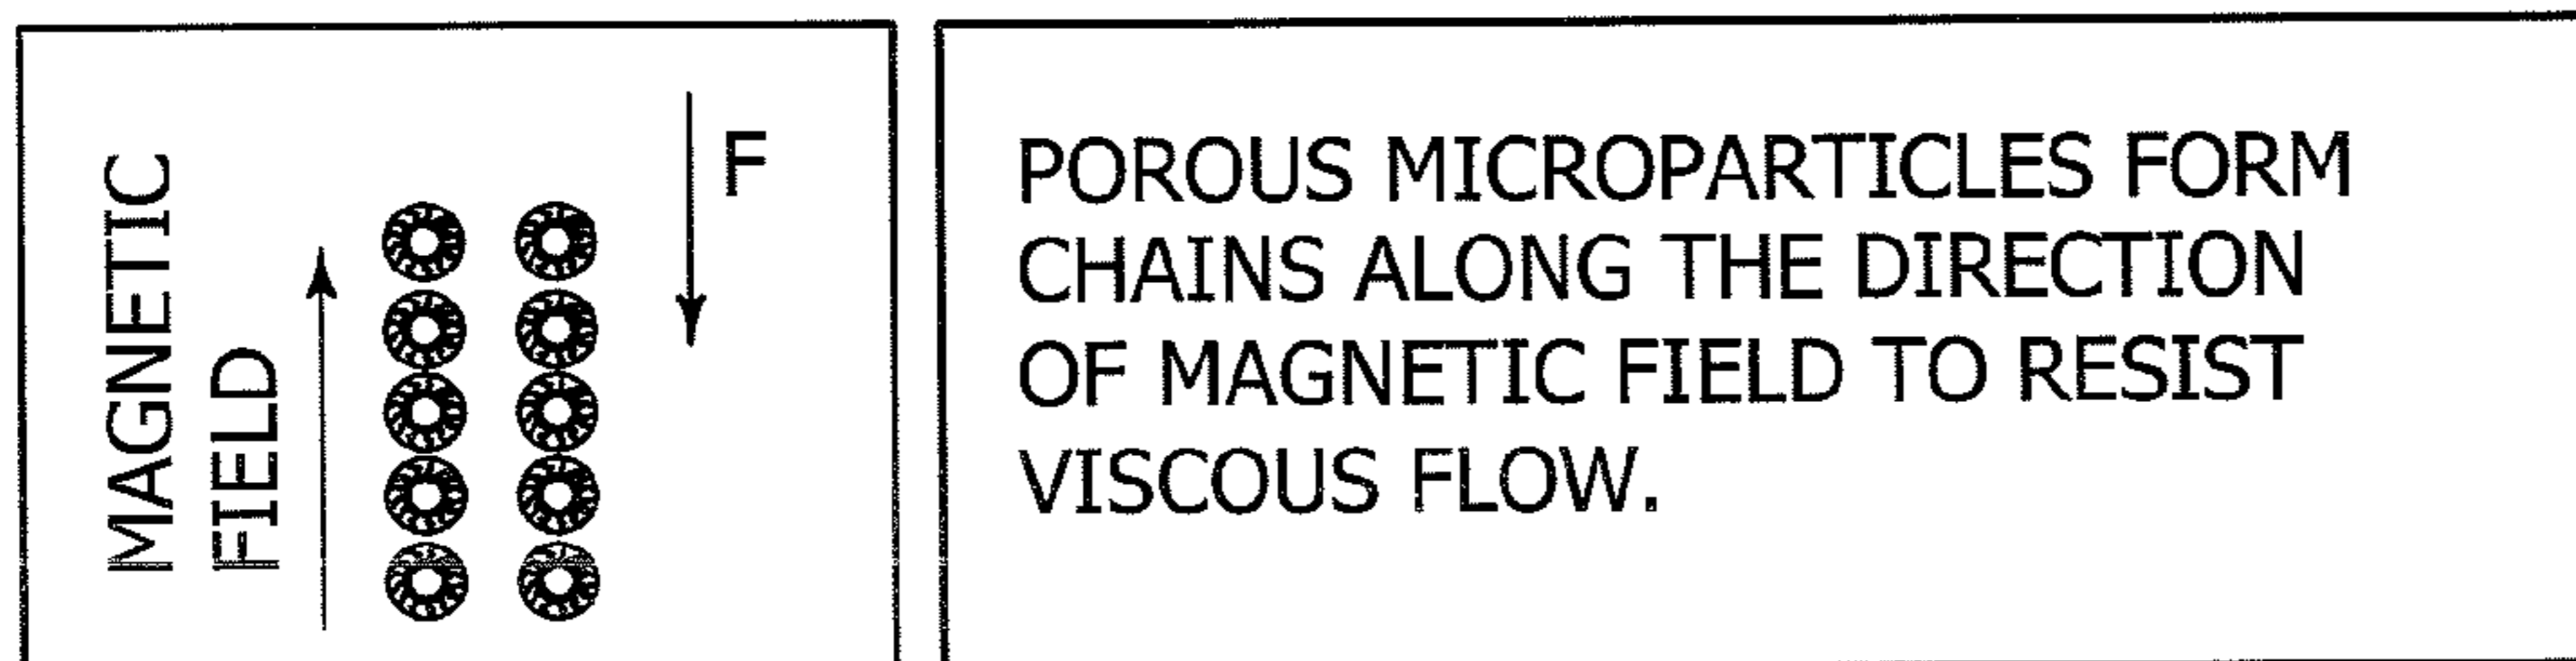 MAGNETIC
FIELD
F
POROUS MICROPARTICLES FORM
CHAINS ALONG THE DIRECTION
OF MAGNETIC FIELD TO RESIST
VISCOUS FLOW.